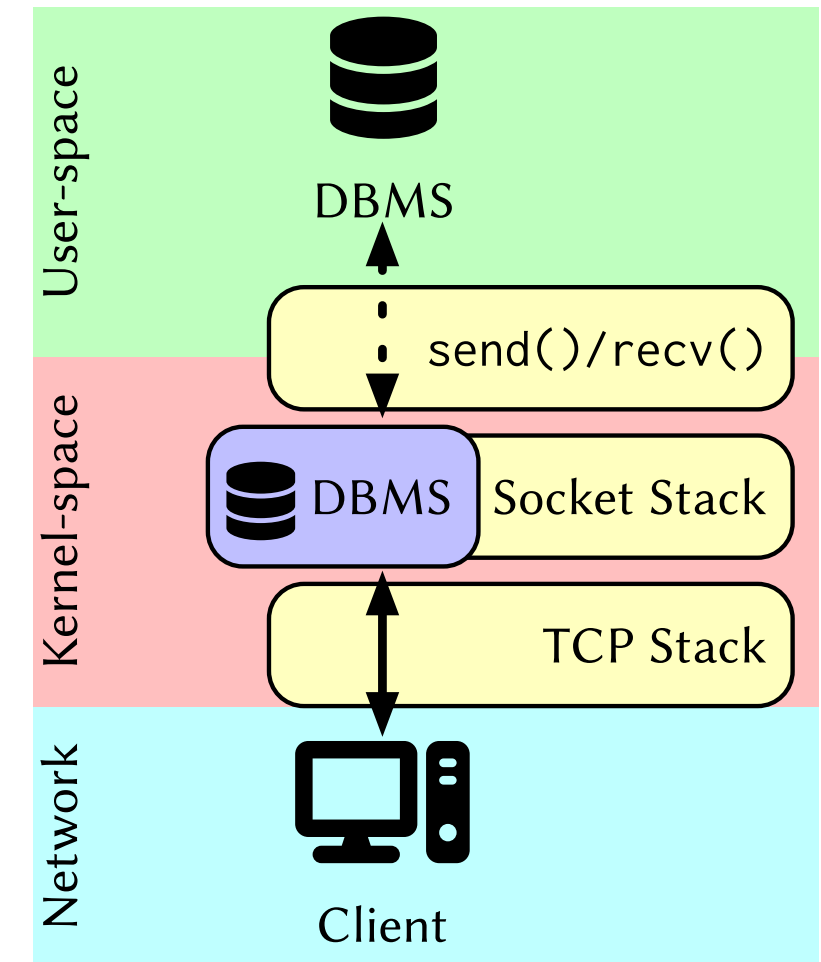 User-space
DBMS
send()/recv()
Kernel-space
DBMS
Socket Stack
TCP Stack
Network
Client